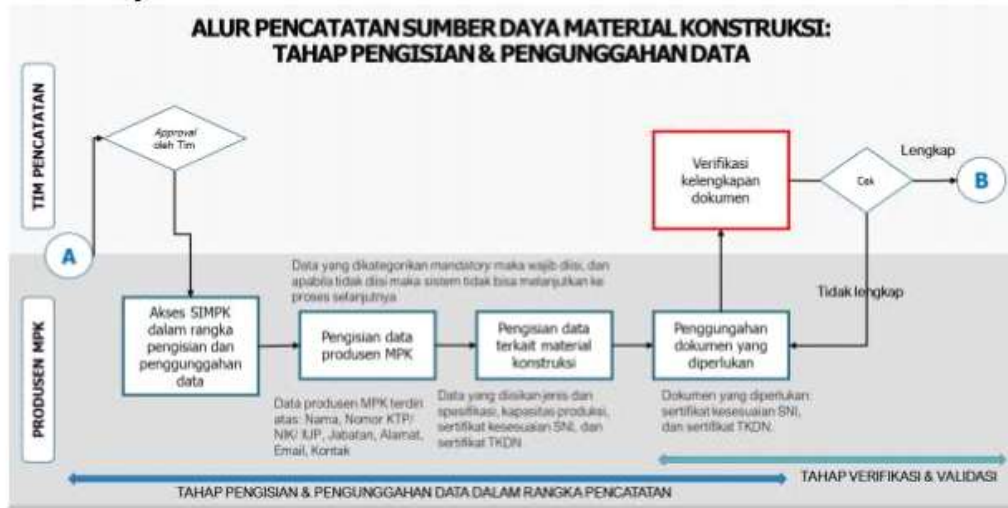 ALUR PENCATATAN SUMBER DAYA MATERIAL KONSTRUKSI:
TAHAP PENGISIAN & PENGUNGGAHAN DATA
TIM PENCATATAN
Approval
oleh Tim
Verifikasi
kelengkapan
dokumen
Cek
Lengkap
B
A
Tidak lengkap
PRODUSEN MPK
Data yang dikategorikan mandatory maka wajib diisi, dan
apabila tidak diisi maka sistem tidak bisa melanjutkan ke
proses selanjutnya
Akses SIMPK
dalam rangka
pengisian dan
penggunggahan
data
Pengisian data
produsen MPK
Pengisian data
terkait material
konstruksi
Penggungahan
dokumen yang
diperlukan
Data produsen MPK terdiri
atas: Nama, Nomor KTP/
NIK/ IUP, Jabatan, Alamat,
Email, Kontak
Data yang diisikan jenis dan
spesifikasi, kapasitas produksi,
sertifikat kesesuaian SNI, dan
sertifikat TKDN
Dokumen yang diperlukan:
sertifikat kesesuaian SNI,
dan sertifikat TKDN.
TAHAP PENGISIAN & PENGUNGGAHAN DATA DALAM RANGKA PENCATATAN
TAHAP VERIFIKASI & VALIDASI